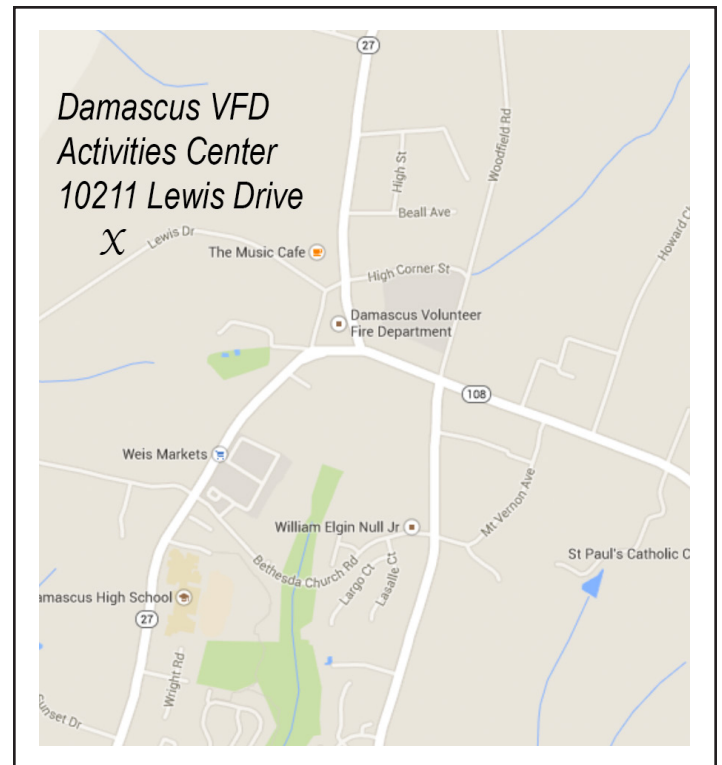 27
Damascus VFD
Activities Center
10211 Lewis Drive
X
Lewis Dr
The Music Cafe
High St
Beall Ave
Woodfield Rd
Howard C
High Corner St
Damascus Volunteer
Fire Department
108
Weis Markets
William Elgin Null Jr
Mt Vernon Ave
Bethesda Church Rd
Largo Ct
Lasalle Ct
St Paul's Catholic C
amascus High School
27
Wright Rd
unset Dr